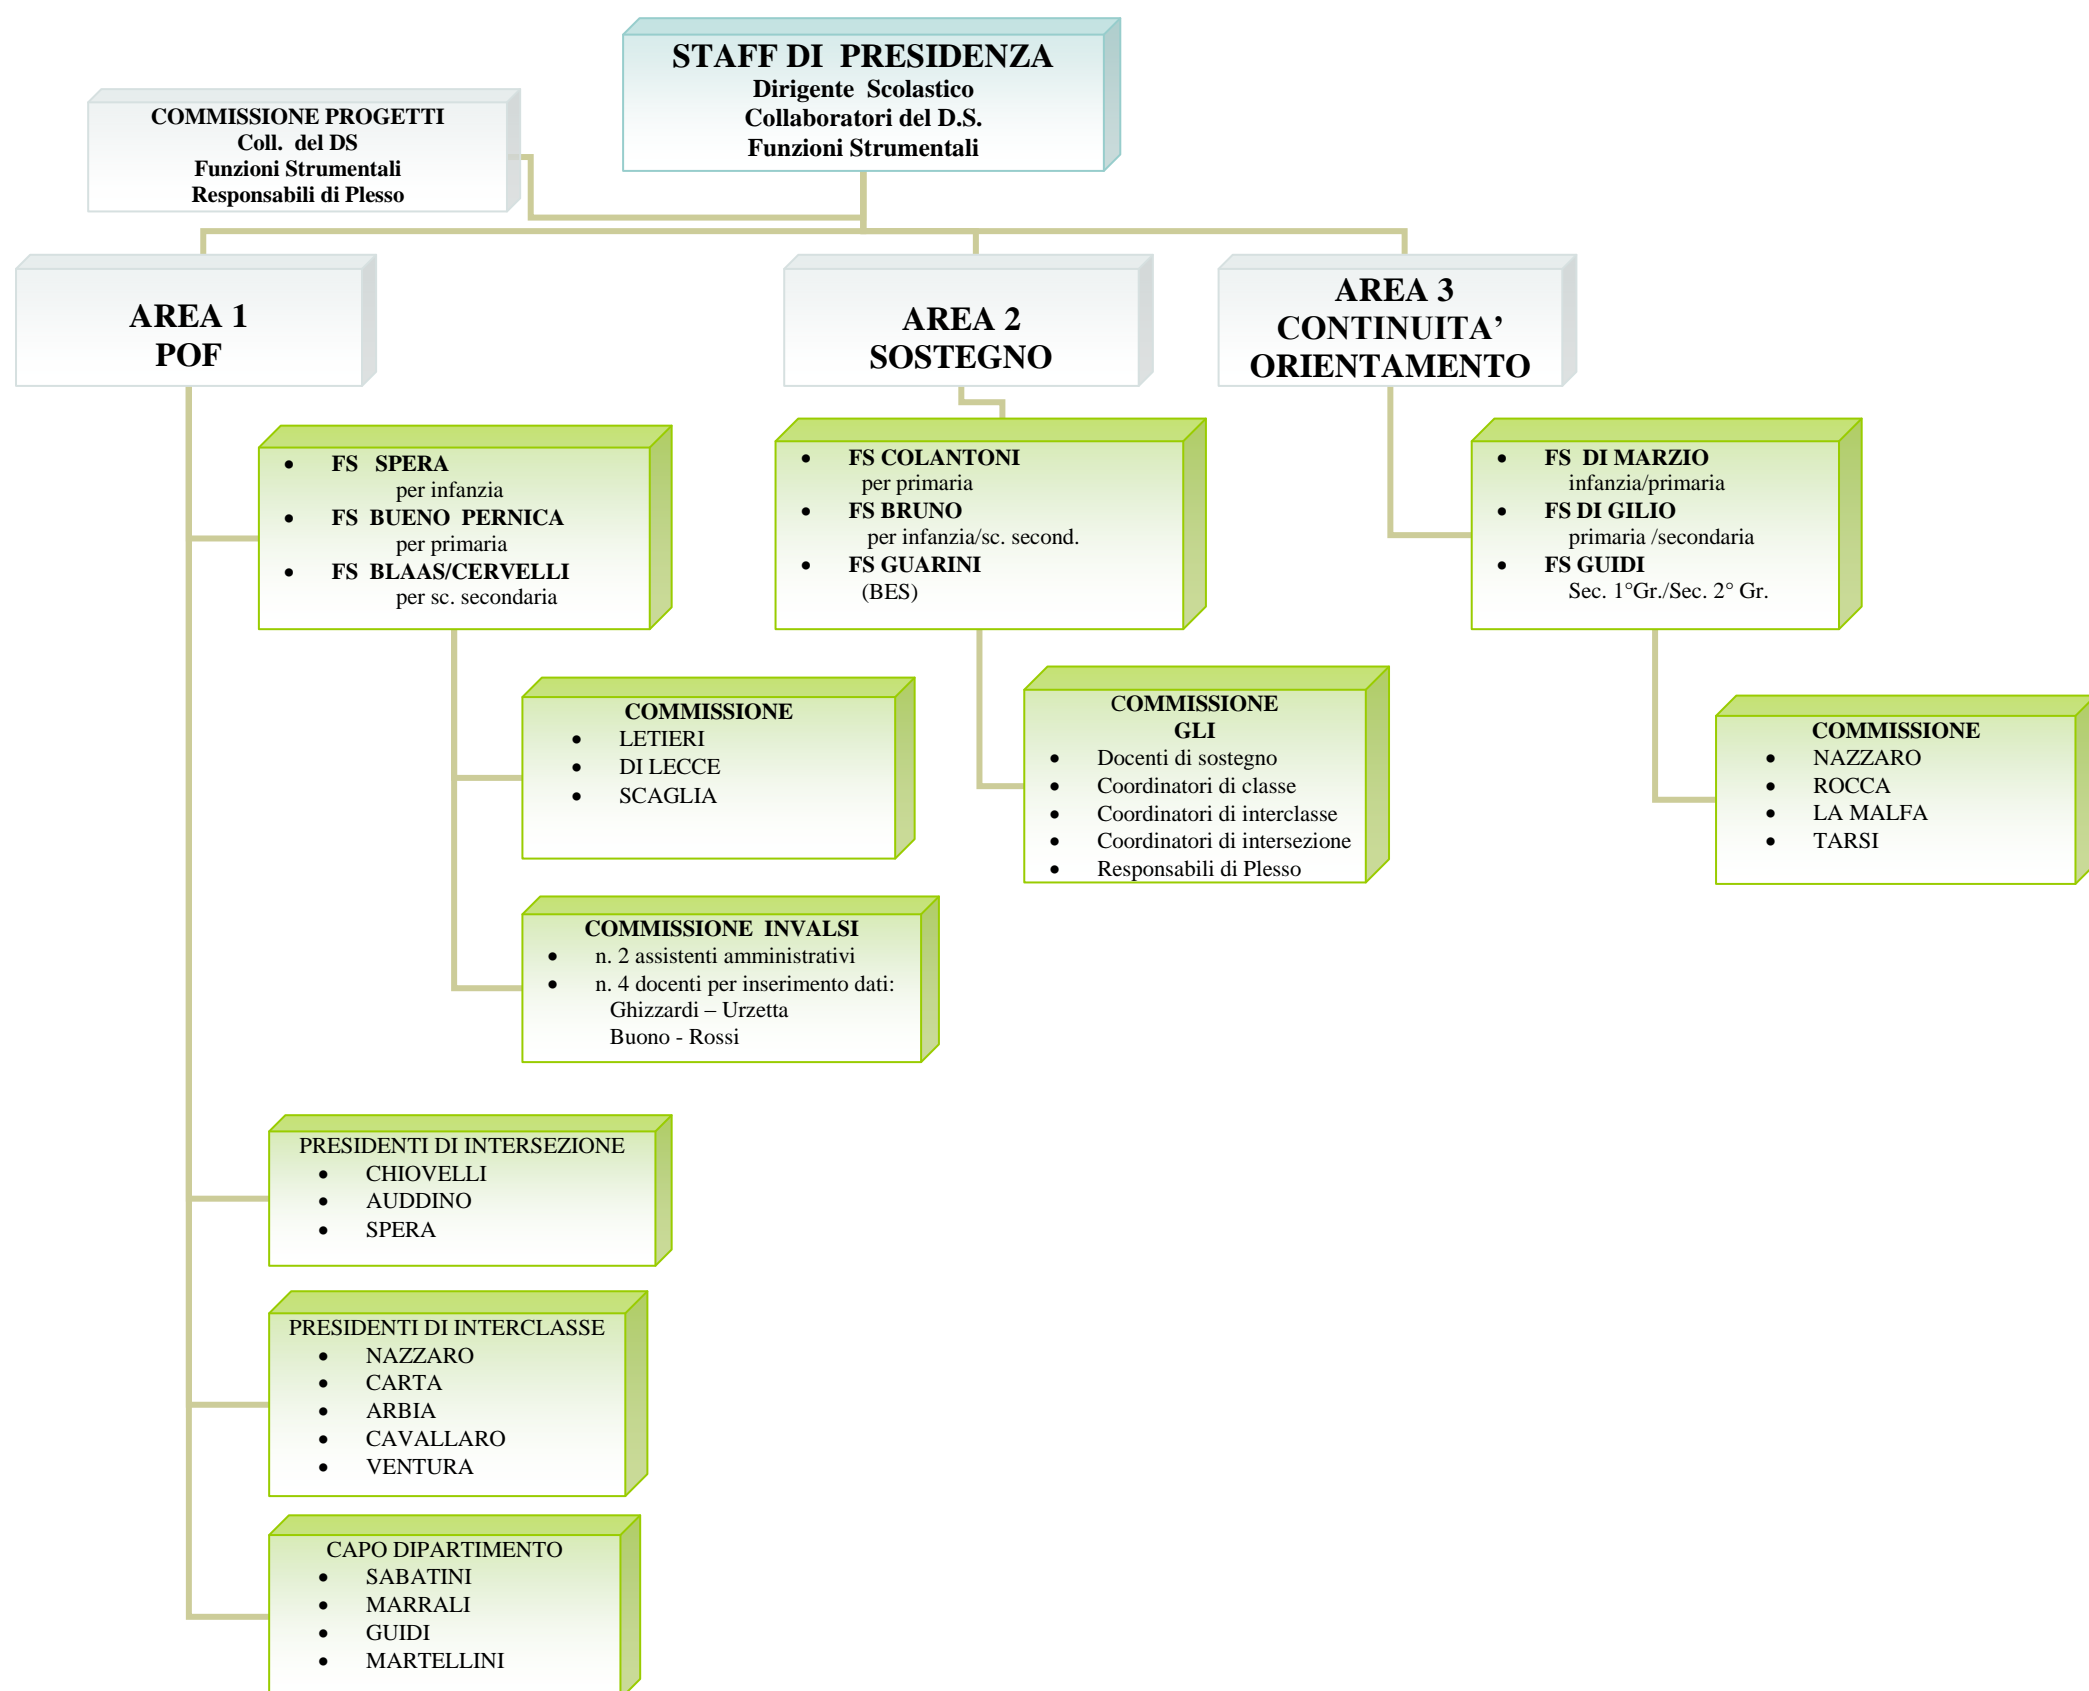 STAFF DI PRESIDENZA
Dirigente Scolastico
Collaboratori del D.S.
Funzioni Strumentali
COMMISSIONE PROGETTI
Coll. del DS
Funzioni Strumentali
Responsabili di Plesso
AREA 1
POF
AREA 2
SOSTEGNO
AREA 3
CONTINUITA’
ORIENTAMENTO
• FS SPERA
per infanzia
• FS BUENO PERNICA
per primaria
• FS BLAAS/CERVELLI
per sc. secondaria
• FS COLANTONI
per primaria
• FS BRUNO
per infanzia/sc. second.
• FS GUARINI
(BES)
• FS DI MARZIO
infanzia/primaria
• FS DI GILIO
primaria /secondaria
• FS GUIDI
Sec. 1°Gr./Sec. 2° Gr.
COMMISSIONE
• LETIERI
• DI LECCE
• SCAGLIA
COMMISSIONE
GLI
• Docenti di sostegno
• Coordinatori di classe
• Coordinatori di interclasse
• Coordinatori di intersezione
• Responsabili di Plesso
COMMISSIONE
• NAZZARO
• ROCCA
• LA MALFA
• TARSI
COMMISSIONE INVALSI
• n. 2 assistenti amministrativi
• n. 4 docenti per inserimento dati:
Ghizzardi – Urzetta
Buono - Rossi
PRESIDENTI DI INTERSEZIONE
• CHIOVELLI
• AUDDINO
• SPERA
PRESIDENTI DI INTERCLASSE
• NAZZARO
• CARTA
• ARBIA
• CAVALLARO
• VENTURA
CAPO DIPARTIMENTO
• SABATINI
• MARRALI
• GUIDI
• MARTELLINI